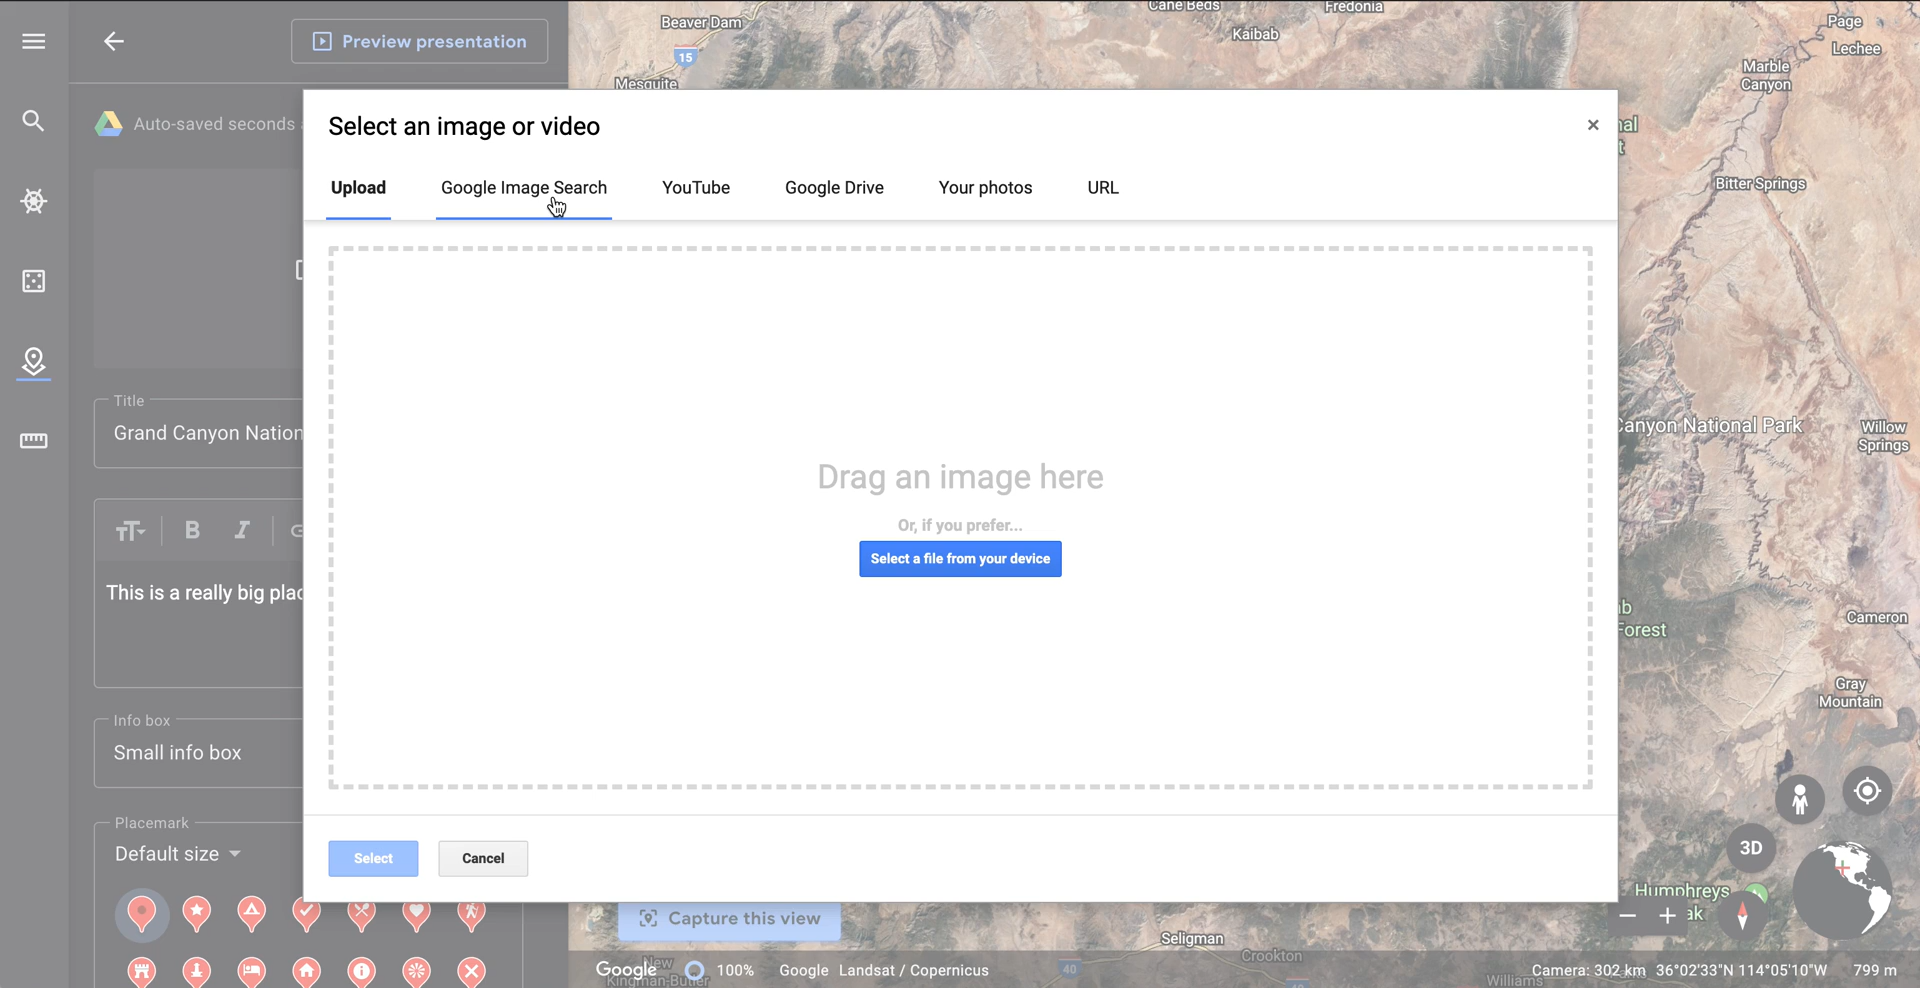 Preview presentation
Auto-saved seconds
Title
Grand Canyon Nation
B I
This is a really big plac
Info box
Small info box
Placemark
Default size
Select an image or video
×
Upload
Google Image Search
YouTube
Google Drive
Your photos
URL
Drag an image here
Or, if you prefer...
Select a file from your device
Select
Cancel
Capture this view
Beaver Dam
15
Mesquite
Cane Beds
Fredonia
Kaibab
Page
Lechee
Marble
Canyon
Bitter Springs
Canyon National Park
Willow
Springs
Forest
Cameron
Gray
Mountain
3D
Humphreys
Seligman
Crookton
Williams
New
Kingman-Butler
40
Google
100%
Google
Landsat / Copernicus
Camera: 302 km
36°02'33"N 114°05'10"W
799 m